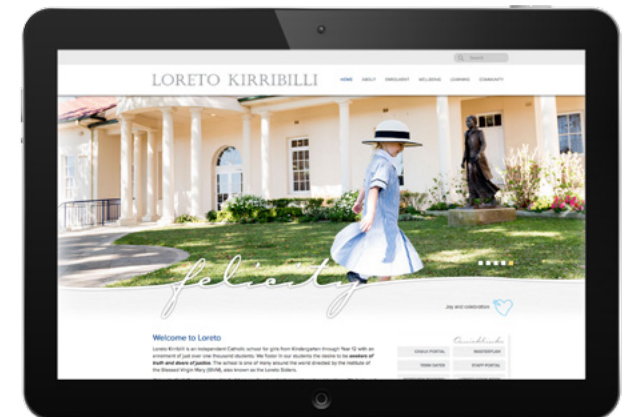 Search
LORETO KIRRIBILLI
HOME ABOUT ENROLMENT WELLBEING LEARNING COMMUNITY
felicity
Joy and celebration
Welcome to Loreto
Loreto Kirribilli is an independent Catholic school for girls from Kindergarten through Year 12 with an
enrolment of just over one thousand students. We foster in our students the desire to be seekers of
truth and doers of justice. The school is one of many around the world directed by the Institute of
the Blessed Virgin Mary (IBVM), also known as the Loreto Sisters.
Quicklinks
MASTERPLAN
TERM DATES STAFF PORTAL